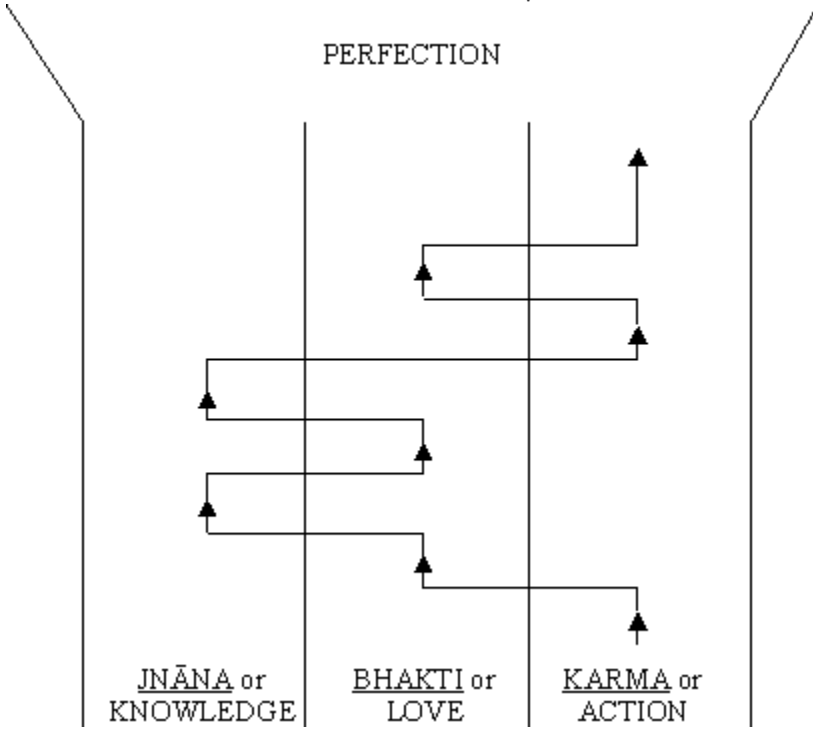 PERFECTION
JNĀNA or
KNOWLEDGE
BHAKTI or
LOVE
KARMA or
ACTION